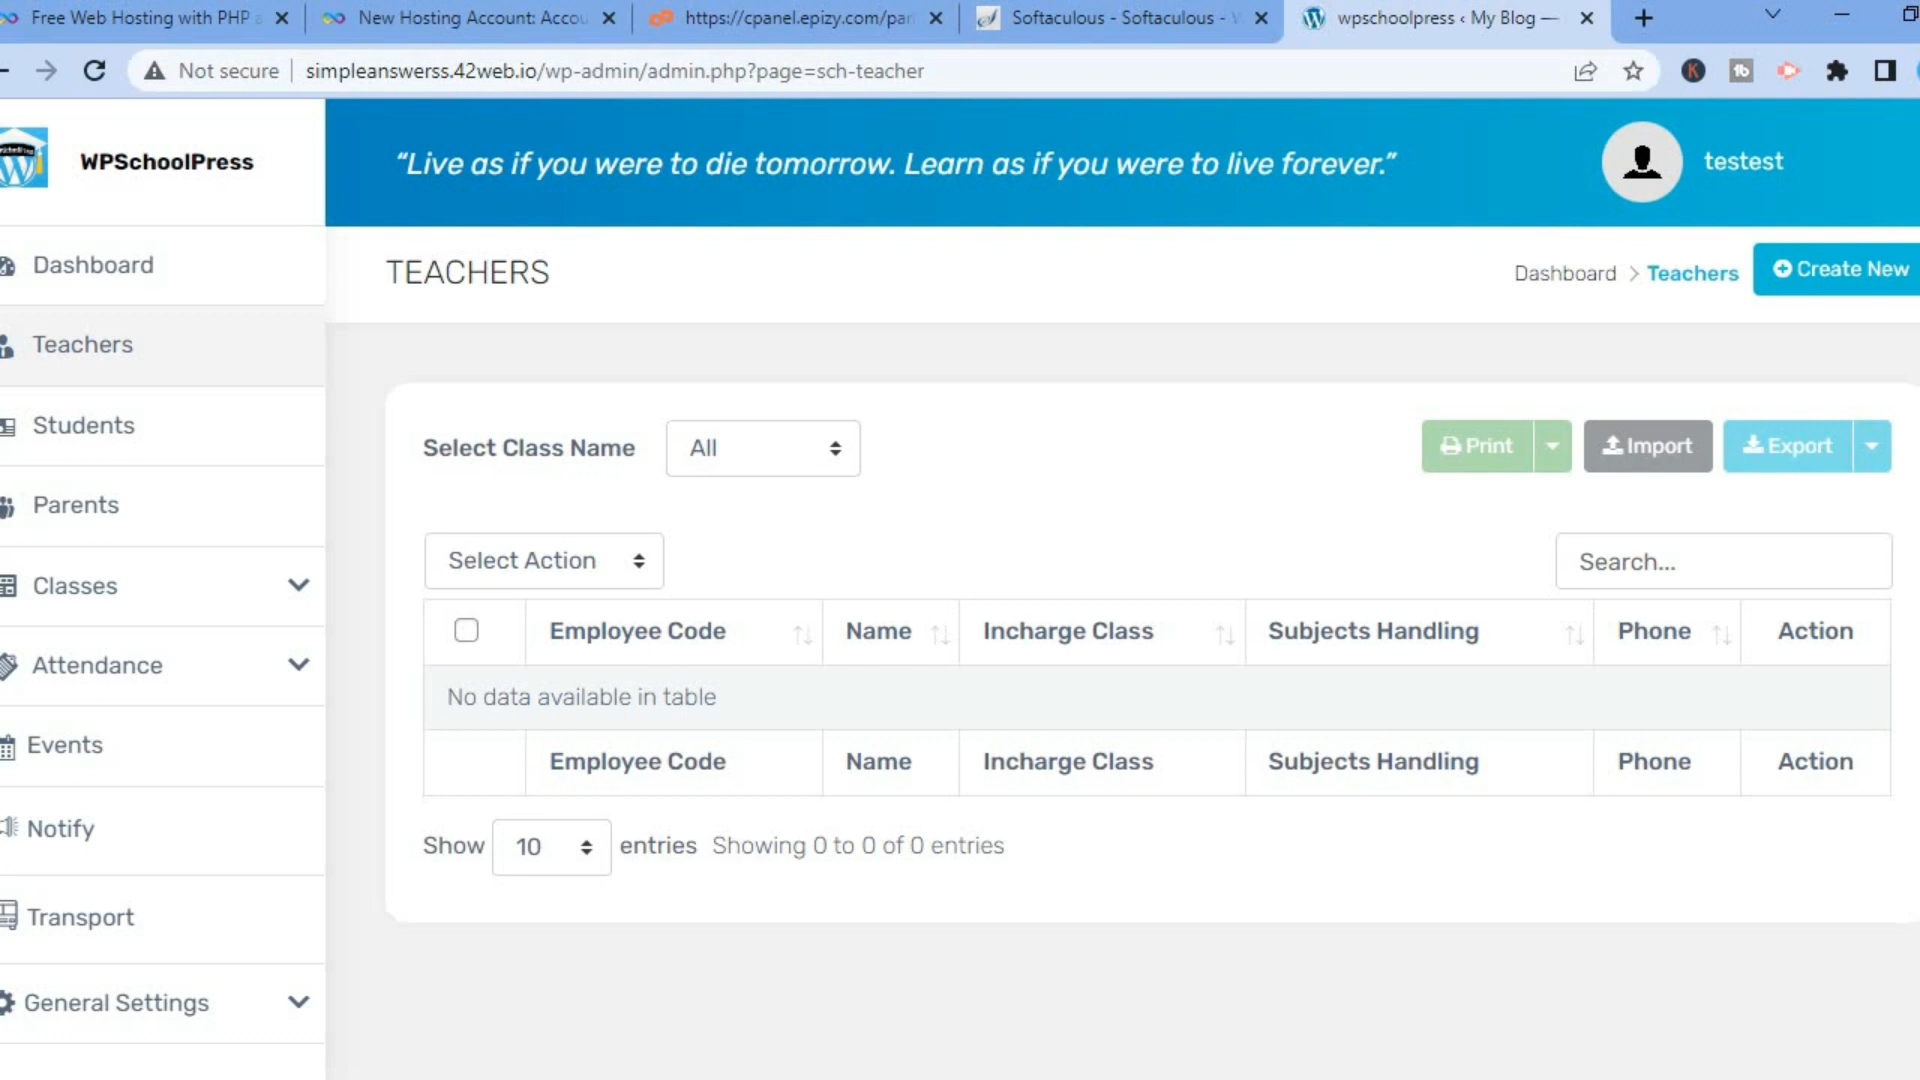 Free Web Hosting with PHP a
New Hosting Account: Accou
https://cpanel.epizy.com/pan
Softaculous - Softaculous - W
wpschoolpress ‹ My Blog —
Not secure simpleanswerss.42web.io/wp-admin/admin.php?page=sch-teacher
WPSchoolPress
“Live as if you were to die tomorrow. Learn as if you were to live forever.”
testest
Dashboard
Teachers
Students
Parents
Classes
Attendance
Events
Notify
Transport
General Settings
TEACHERS
Dashboard > Teachers
Create New
Select Class Name All
Print Import Export
Select Action
Search...
Employee Code Name Incharge Class Subjects Handling Phone Action
No data available in table
Employee Code Name Incharge Class Subjects Handling Phone Action
Show 10 entries Showing 0 to 0 of 0 entries